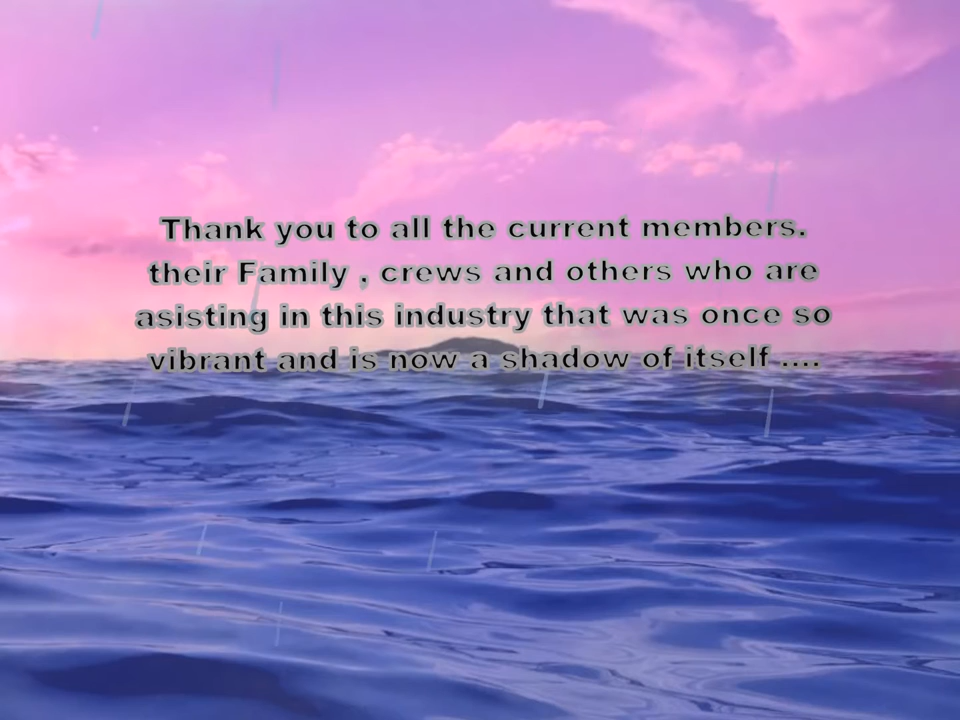 Thank you to all the current members.
their Family , crews and others who are
asisting in this industry that was once so
vibrant and is now a shadow of itself ....